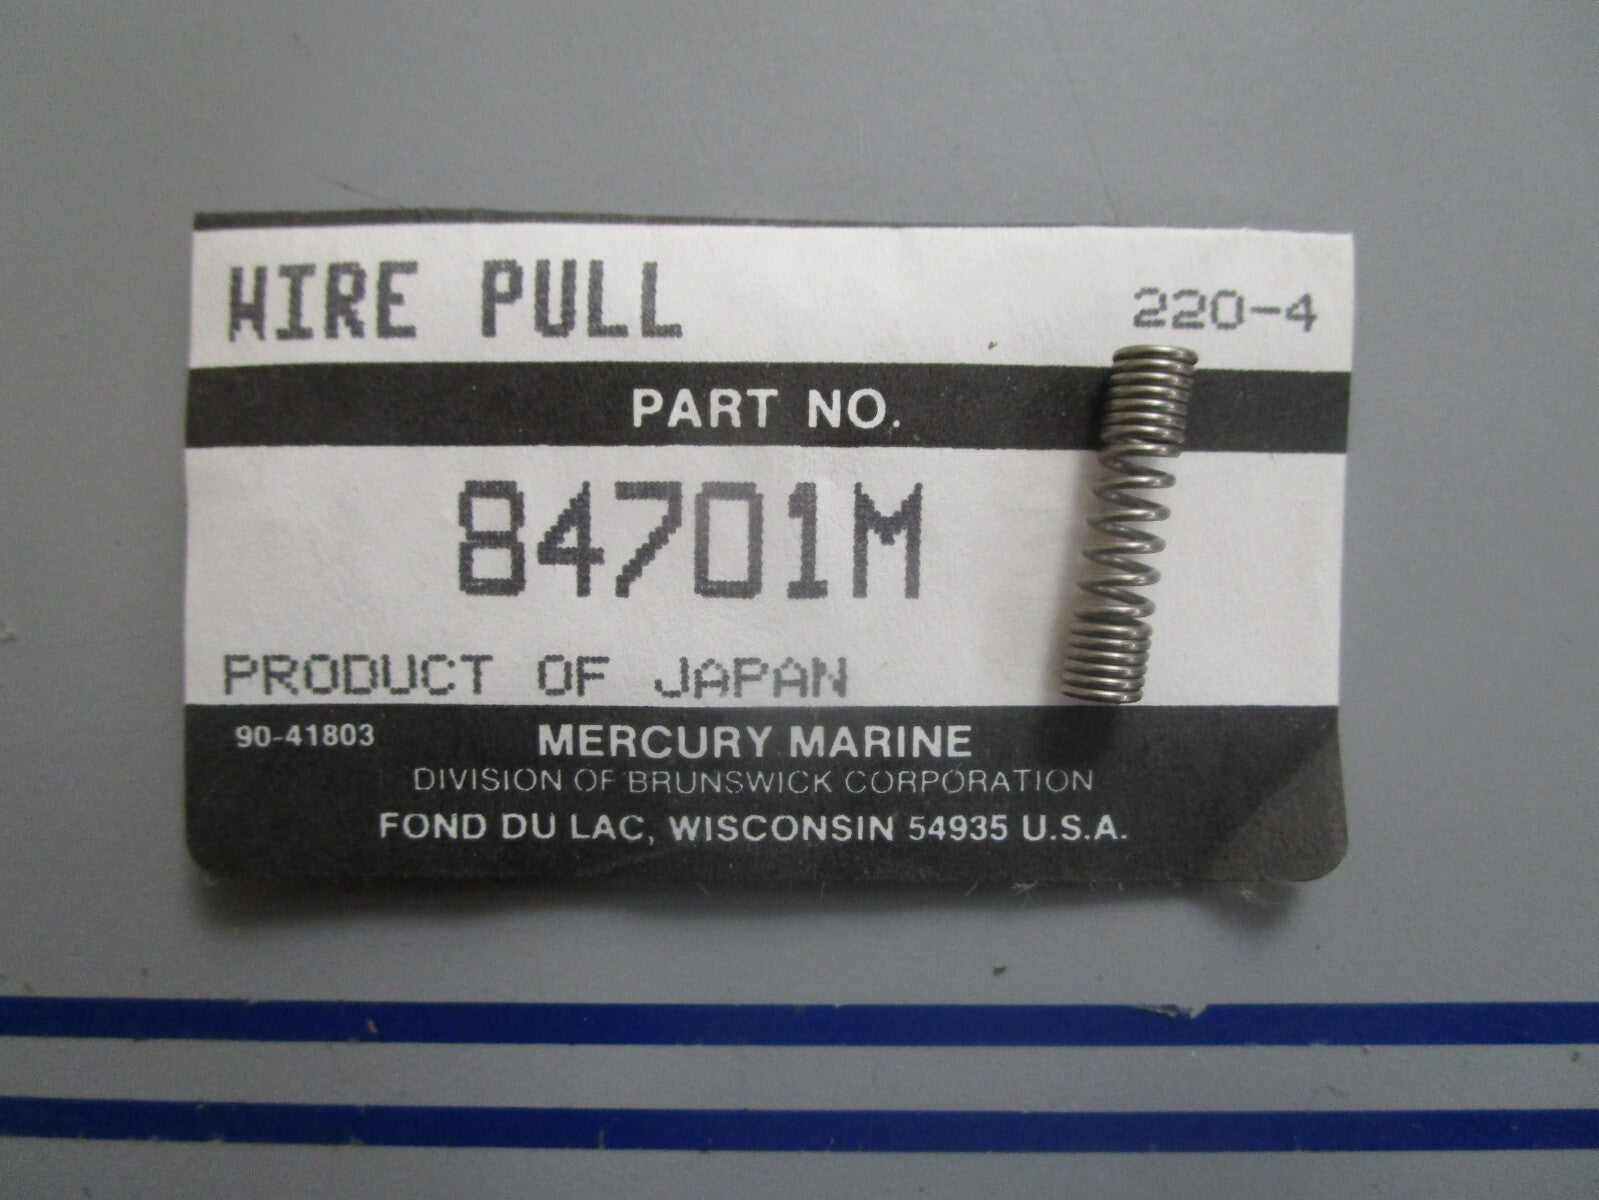 WIRE PULL 220-4
PART NO.
84701M
PRODUCT OF JAPAN
90-41803 MERCURY MARINE
DIVISION OF BRUNSWICK CORPORATION
FOND DU LAC, WISCONSIN 54935 U.S.A.